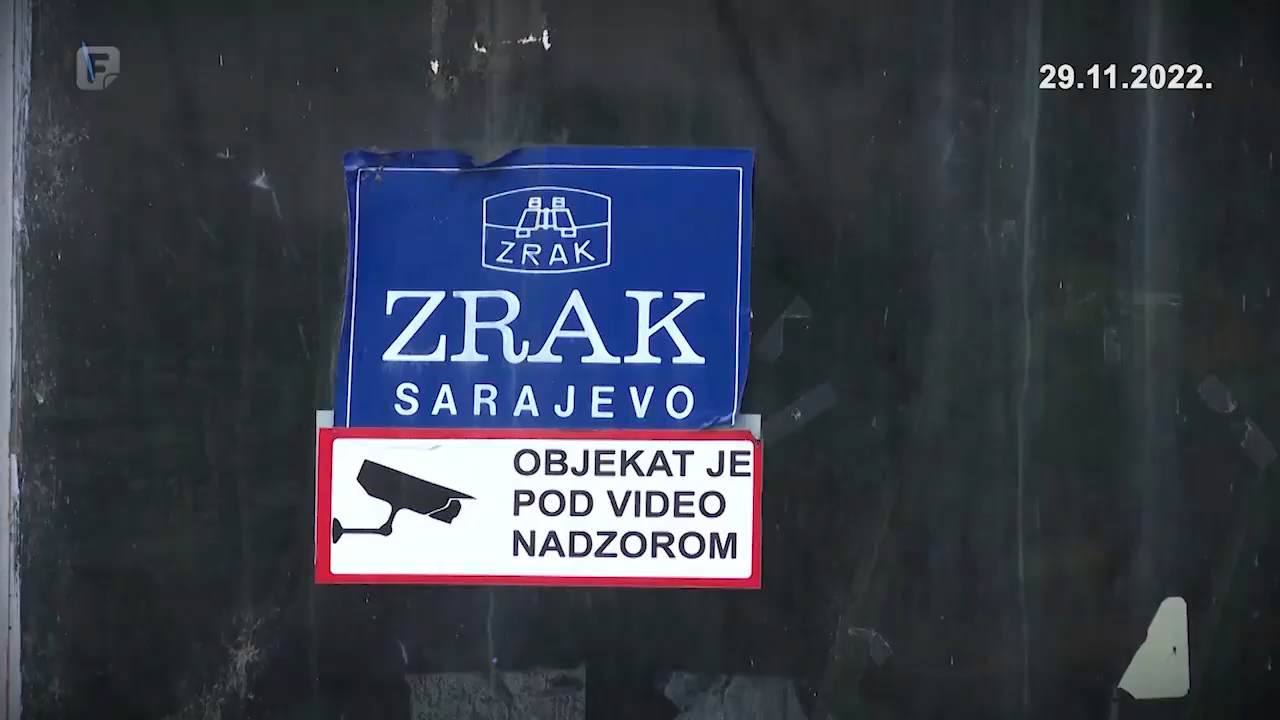 F
29.11.2022.
ZRAK
ZRAK
SARAJEVO
OBJEKAT JE
POD VIDEO
NADZOROM